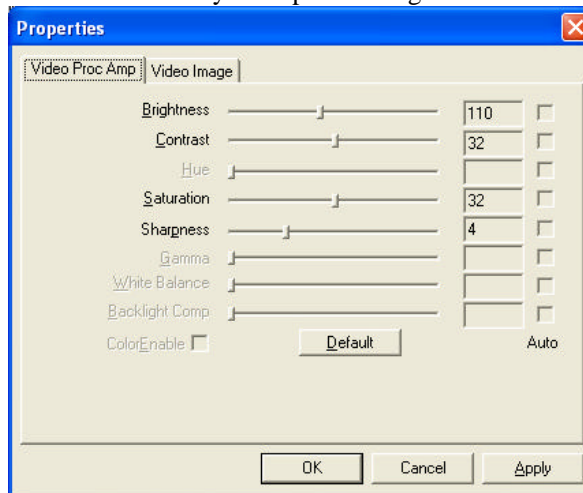 Properties
Video Proc Amp Video Image
Brightness 110
Contrast 32
Hue
Saturation 32
Sharpness 4
Gamma
White Balance
Backlight Comp
ColorEnable Default Auto
OK Cancel Apply